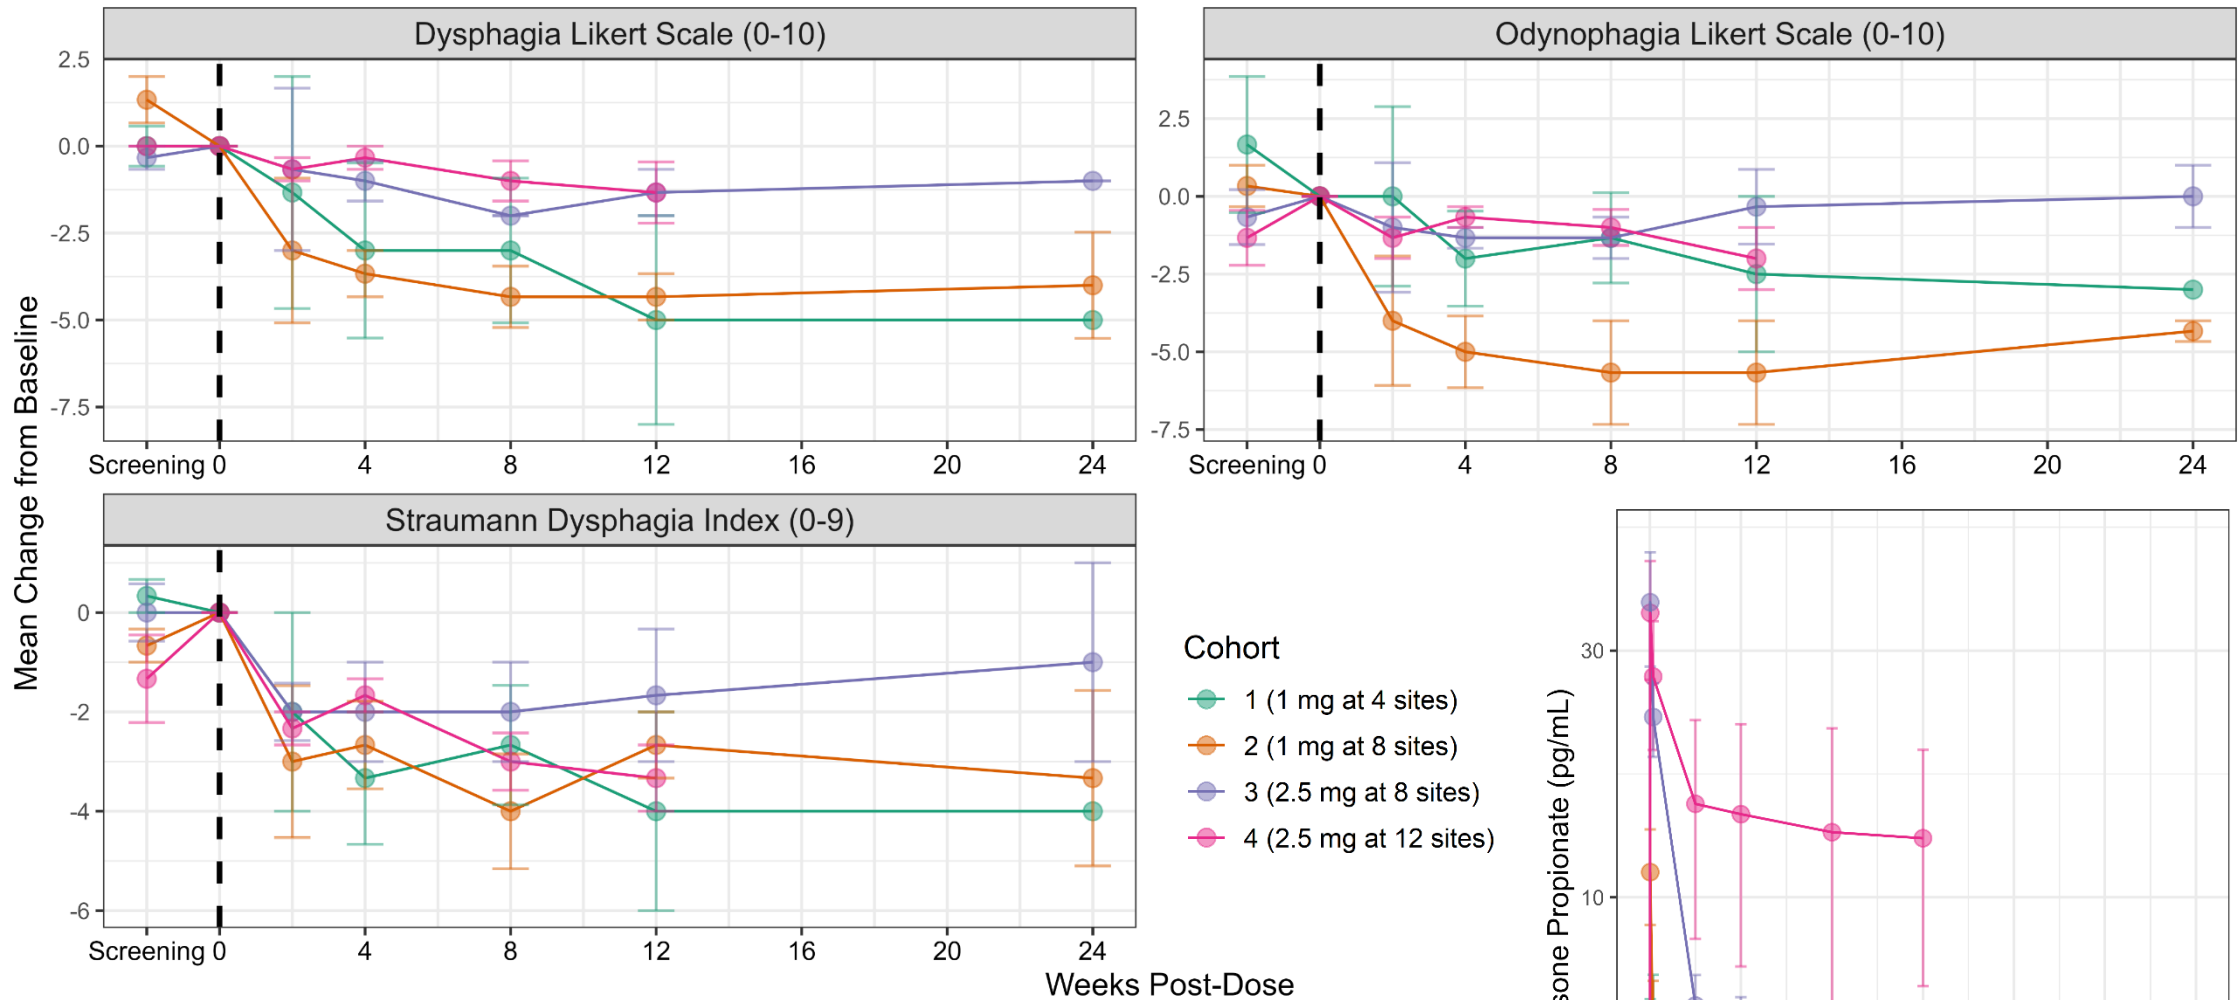 Dysphagia Likert Scale (0-10)
2.5
0.0
-2.5
-5.0
-7.5
Screening 0 4 8 12 16 20 24
Odynophagia Likert Scale (0-10)
2.5
0.0
-2.5
-5.0
-7.5
Screening 0 4 8 12 16 20 24
Mean Change from Baseline
Straumann Dysphagia Index (0-9)
0
-2
-4
-6
Screening 0 4 8 12 16 20 24
Weeks Post-Dose
Cohort
1 (1 mg at 4 sites)
2 (1 mg at 8 sites)
3 (2.5 mg at 8 sites)
4 (2.5 mg at 12 sites)
sone Propionate (pg/mL)
30
10